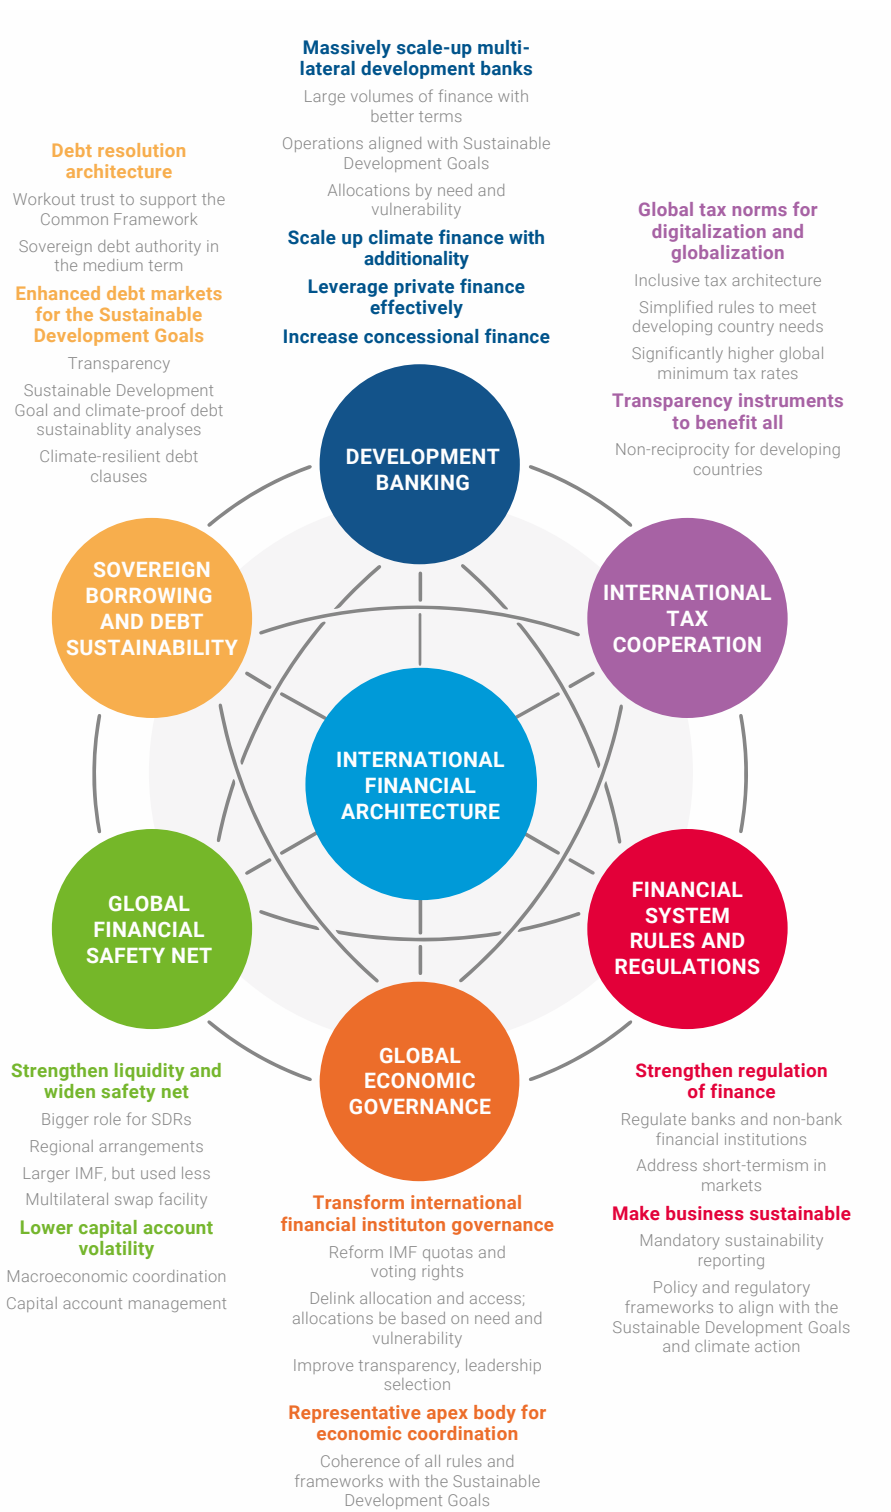 Massively scale-up multi-
lateral development banks
Large volumes of finance with
better terms
Operations aligned with Sustainable
Development Goals
Allocations by need and
vulnerability
Scale up climate finance with
additionality
Leverage private finance
effectively
Increase concessional finance
Debt resolution
architecture
Workout trust to support the
Common Framework
Sovereign debt authority in
the medium term
Enhanced debt markets
for the Sustainable
Development Goals
Transparency
Sustainable Development
Goal and climate-proof debt
sustainablity analyses
Climate-resilient debt
clauses
Global tax norms for
digitalization and
globalization
Inclusive tax architecture
Simplified rules to meet
developing country needs
Significantly higher global
minimum tax rates
Transparency instruments
to benefit all
Non-reciprocity for developing
countries
DEVELOPMENT
BANKING
SOVEREIGN
BORROWING
AND DEBT
SUSTAINABILITY
INTERNATIONAL
TAX
COOPERATION
INTERNATIONAL
FINANCIAL
ARCHITECTURE
GLOBAL
FINANCIAL
SAFETY NET
FINANCIAL
SYSTEM
RULES AND
REGULATIONS
GLOBAL
ECONOMIC
GOVERNANCE
Strengthen liquidity and
widen safety net
Bigger role for SDRs
Regional arrangements
Larger IMF, but used less
Multilateral swap facility
Lower capital account
volatility
Macroeconomic coordination
Capital account management
Transform international
financial instituton governance
Reform IMF quotas and
voting rights
Delink allocation and access;
allocations be based on need and
vulnerability
Improve transparency, leadership
selection
Representative apex body for
economic coordination
Coherence of all rules and
frameworks with the Sustainable
Development Goals
Strengthen regulation
of finance
Regulate banks and non-bank
financial institutions
Address short-termism in
markets
Make business sustainable
Mandatory sustainability
reporting
Policy and regulatory
frameworks to align with the
Sustainable Development Goals
and climate action